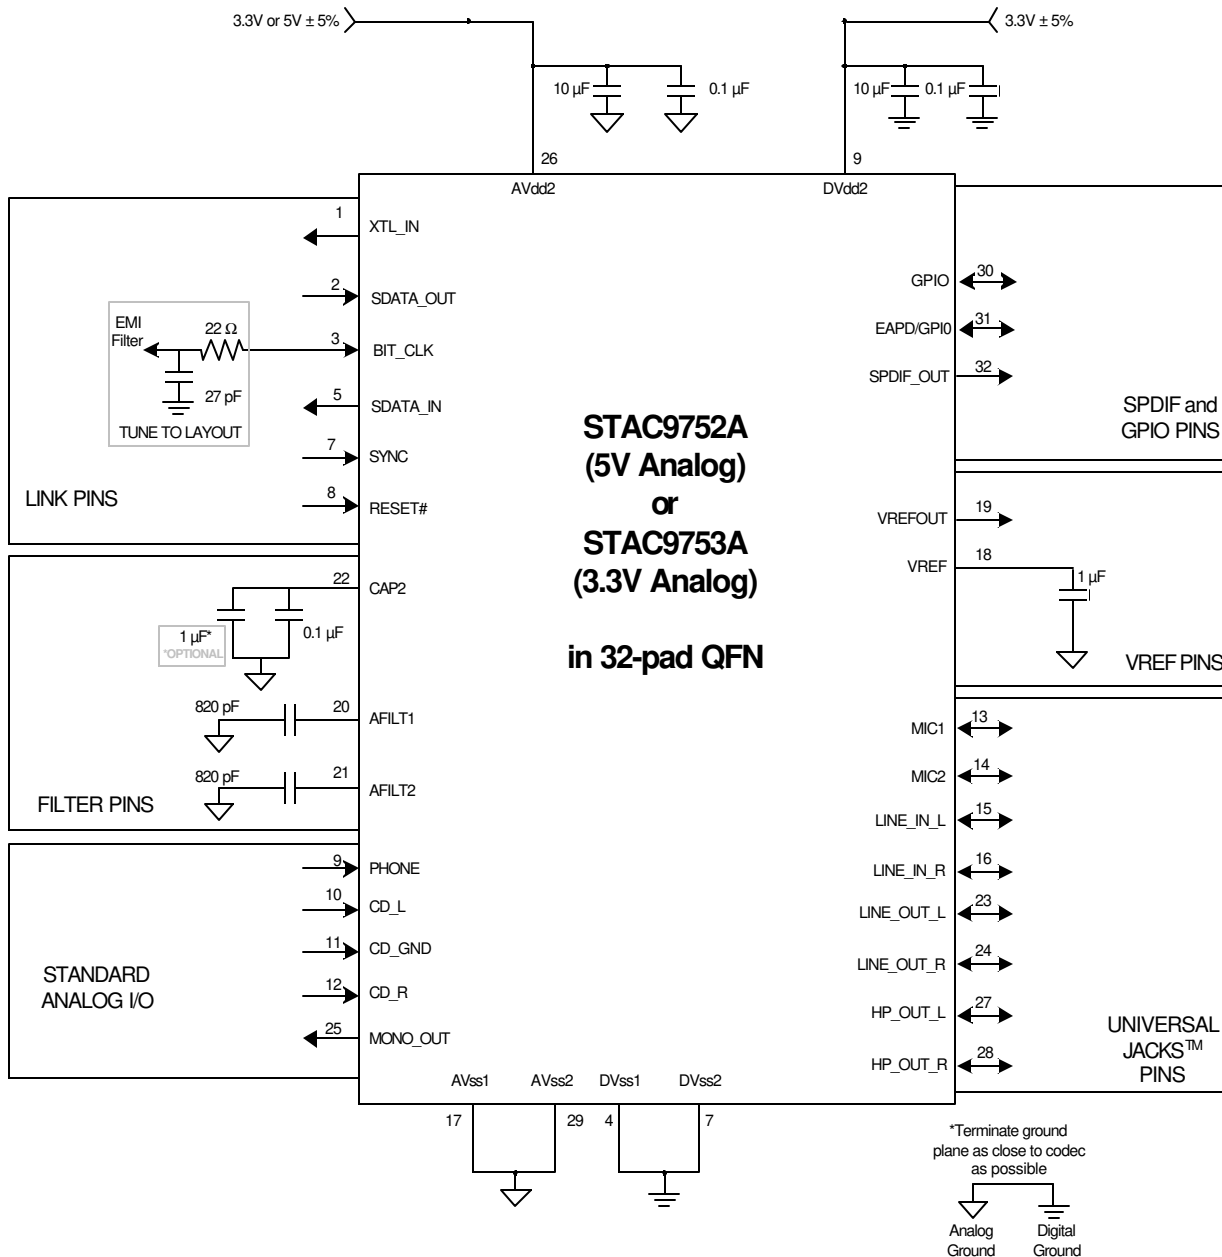 3.3V or 5V ± 5%
3.3V ± 5%
10 µF
0.1 µF
10 µF
0.1 µF
26
9
AVdd2
DVdd2
1
XTL_IN
2
SDATA_OUT
EMI
Filter
22 Ω
3
BIT_CLK
27 pF
TUNE TO LAYOUT
5
SDATA_IN
7
SYNC
8
RESET#
LINK PINS
22
CAP2
1 µF*
*OPTIONAL
0.1 µF
820 pF
20
AFILT1
820 pF
21
AFILT2
FILTER PINS
9
PHONE
10
CD_L
11
CD_GND
12
CD_R
25
MONO_OUT
STANDARD
ANALOG I/O
STAC9752A
(5V Analog)
or
STAC9753A
(3.3V Analog)
in 32-pad QFN
GPIO
30
EAPD/GPI0
31
SPDIF_OUT
32
SPDIF and
GPIO PINS
VREFOUT
19
VREF
18
1 µF
VREF PINS
MIC1
13
MIC2
14
LINE_IN_L
15
LINE_IN_R
16
LINE_OUT_L
23
LINE_OUT_R
24
HP_OUT_L
27
HP_OUT_R
28
UNIVERSAL
JACKS™
PINS
AVss1
AVss2
DVss1
DVss2
17
29
4
7
*Terminate ground
plane as close to codec
as possible
Analog
Ground
Digital
Ground